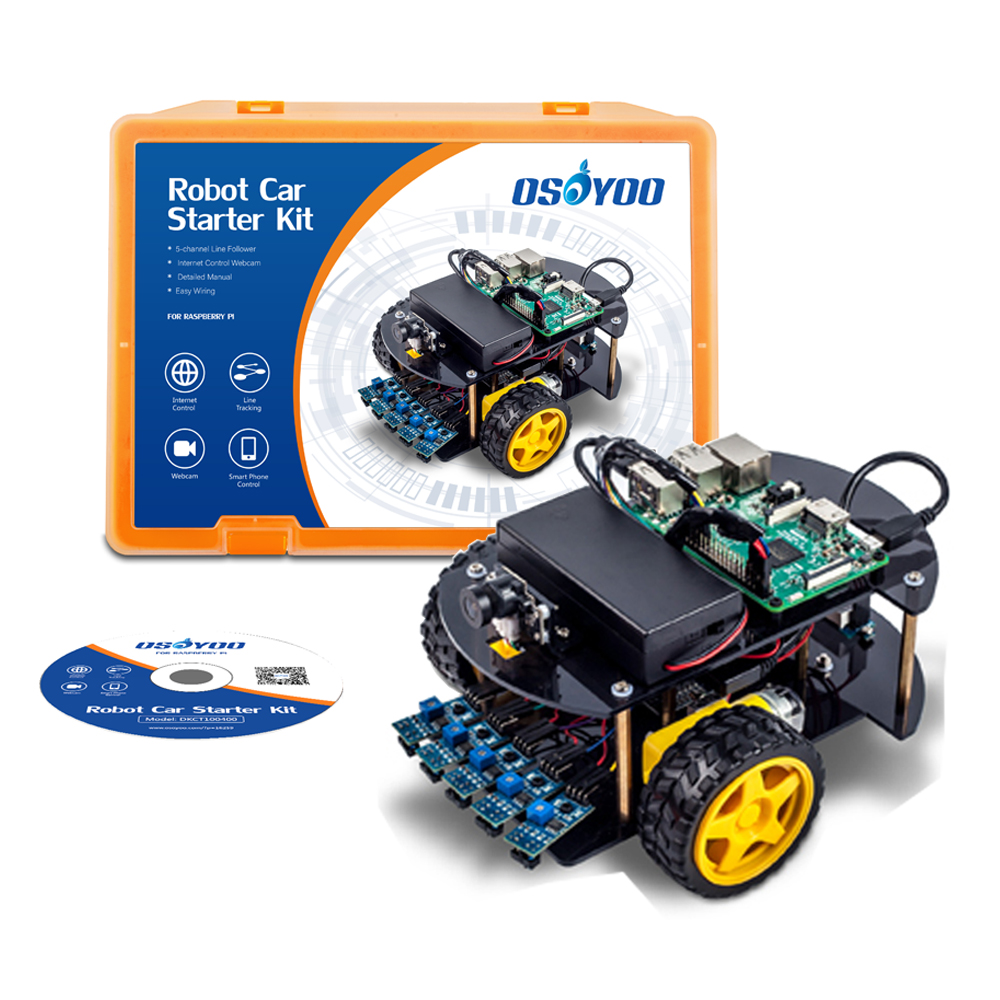 Robot Car
Starter Kit
OSOYOO
• 5-channel Line Follower
• Internet Control Webcam
• Detailed Manual
• Easy Wiring
FOR RASPBERRY PI
Internet
Control
Line
Tracking
Webcam
Smart Phone
Control
OSOYOO
FOR RASPBERRY PI
Robot Car Starter Kit
Model: DKCT100400